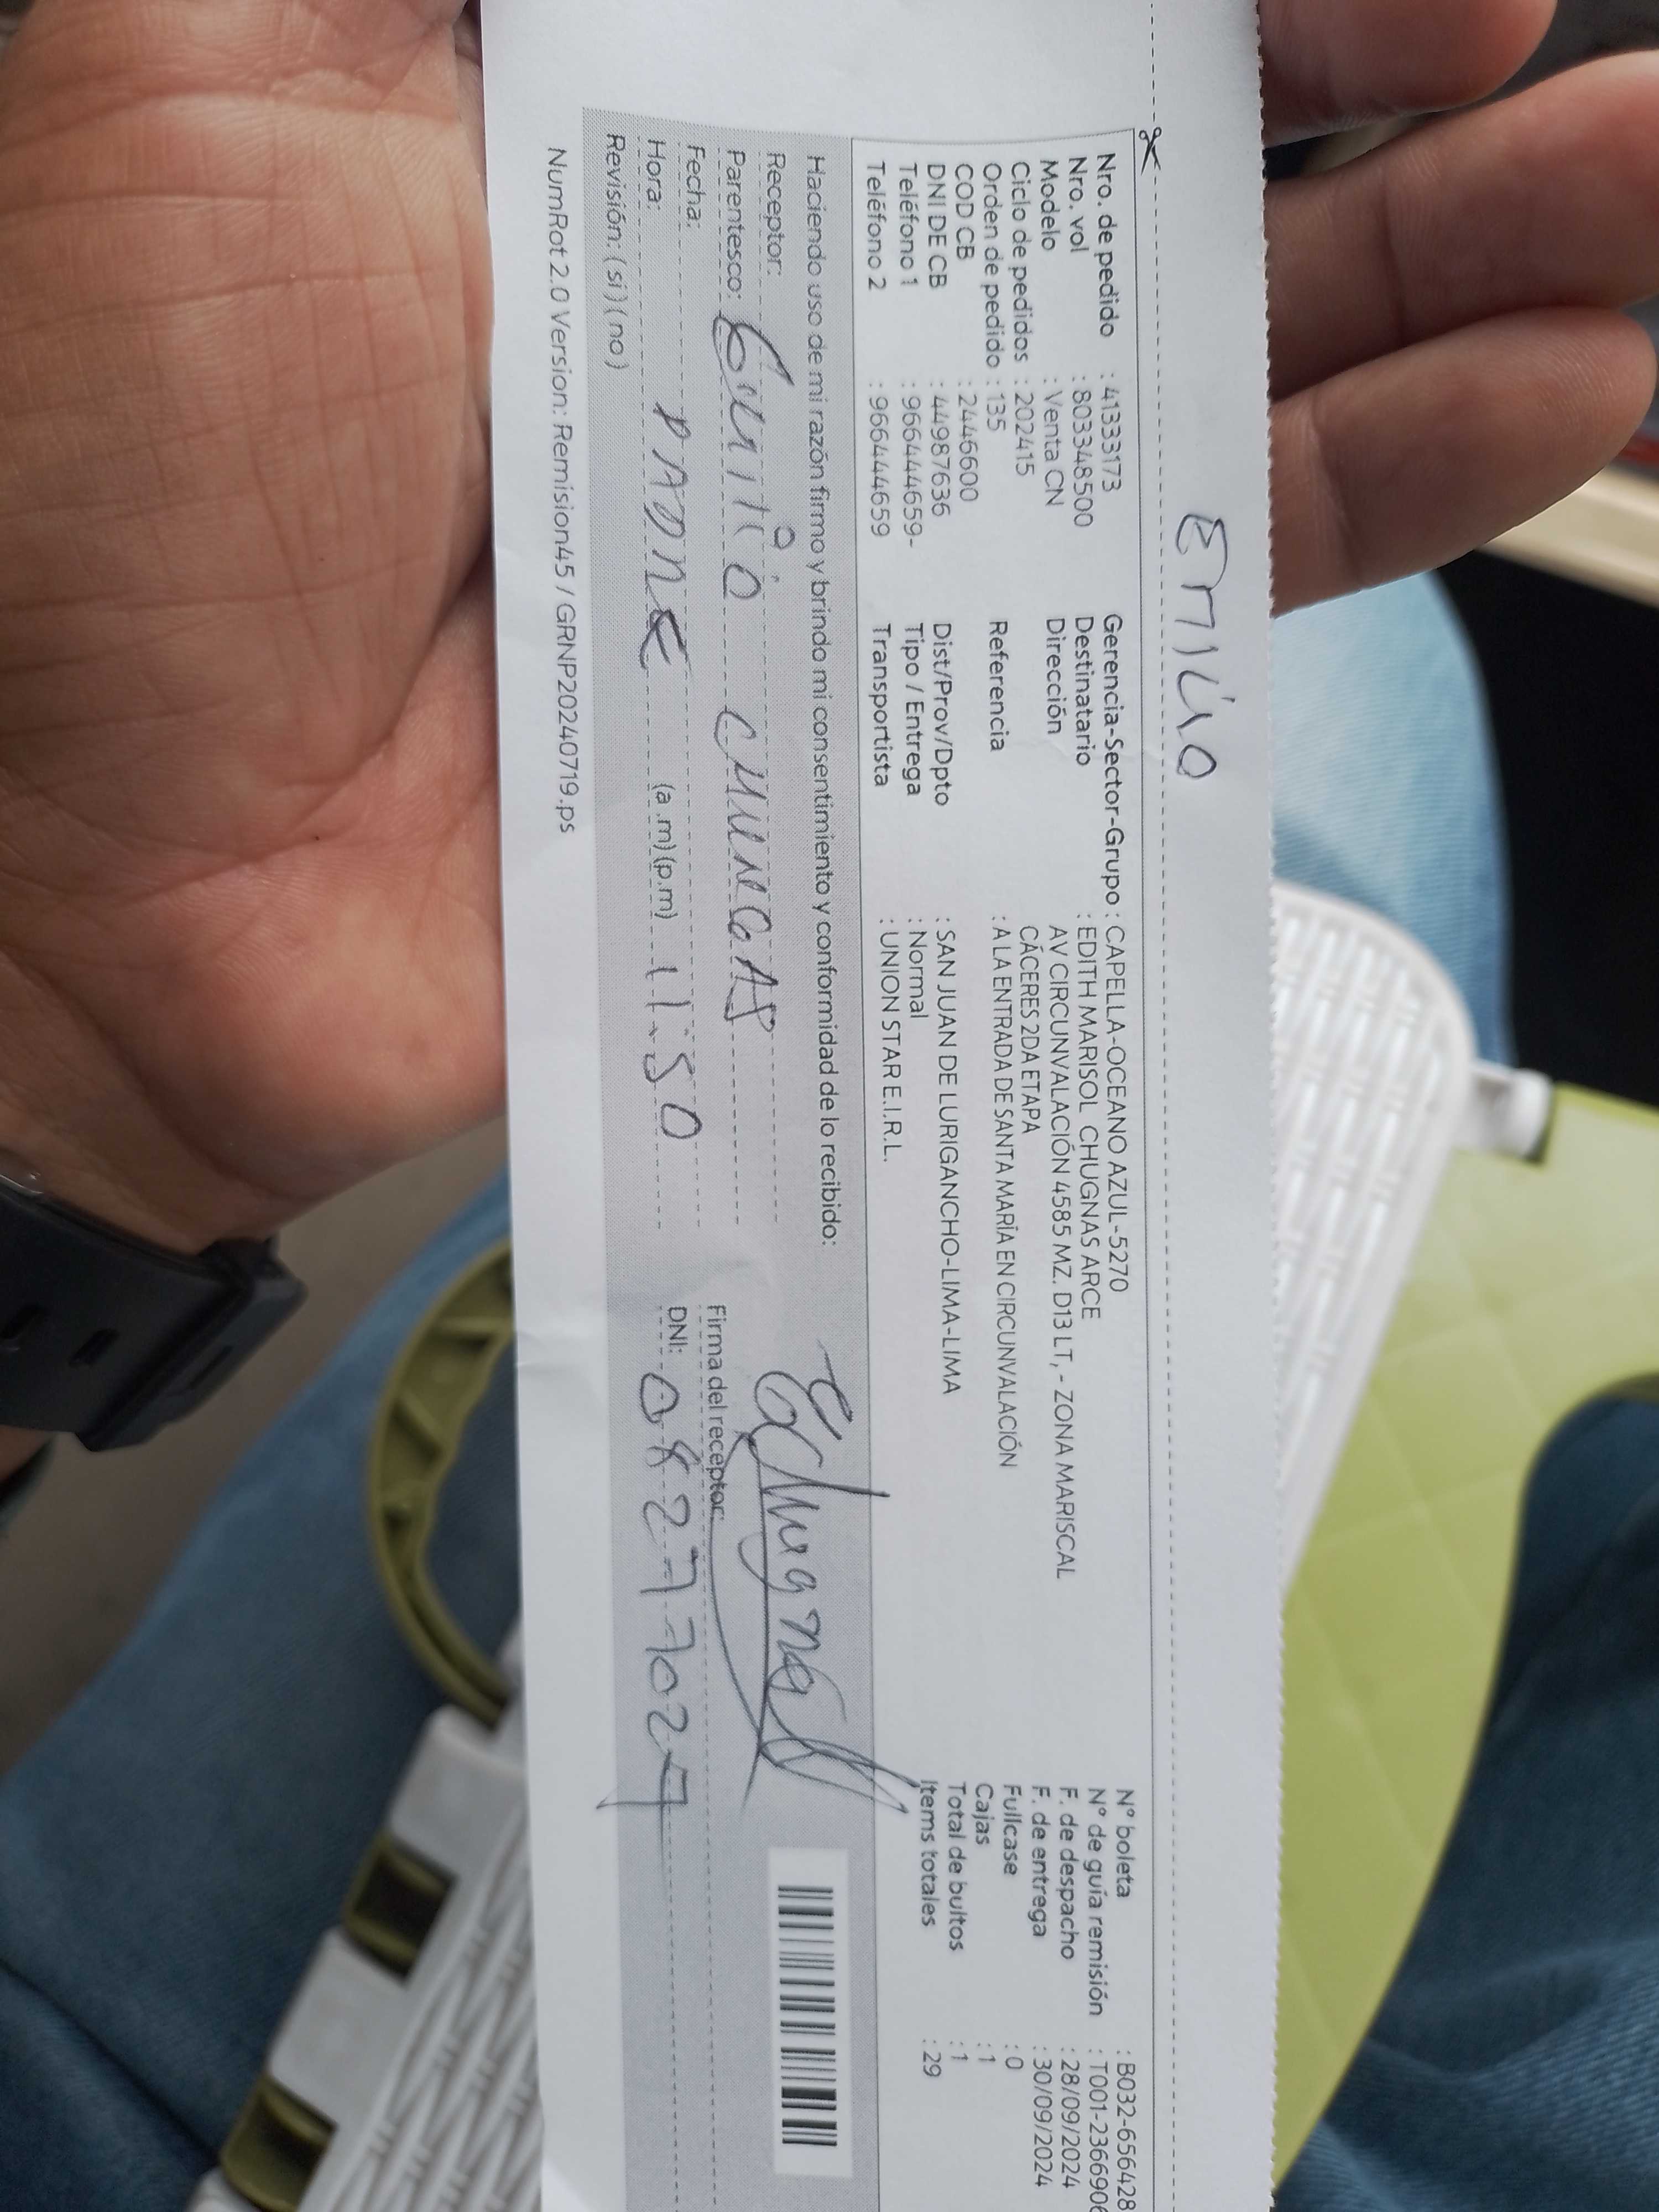 Emilio
Nro. de pedido : 41333173
Nro. vol : 803348500
Modelo : Venta CN
Ciclo de pedidos : 202415
Orden de pedido : 135
COD CB : 2446600
DNI DE CB : 44987636
Teléfono 1 : 966444659-
Teléfono 2 : 966444659
Gerencia-Sector-Grupo : CAPELLA-OCEANO AZUL-5270
Destinatario : EDITH MARISOL CHUGNAS ARCE
Dirección AV CIRCUNVALACIÓN 4585 MZ. D13 LT, - ZONA MARISCAL
CÁCERES 2DA ETAPA
Referencia : A LA ENTRADA DE SANTA MARÍA EN CIRCUNVALACIÓN
Dist/Prov/Dpto : SAN JUAN DE LURIGANCHO-LIMA-LIMA
Tipo / Entrega : Normal
Transportista : UNION STAR E.I.R.L.
N° boleta : B032-656428
N° de guía remisión : T001-2366906
F. de despacho : 28/09/2024
F. de entrega : 30/09/2024
Fullcase : 0
Cajas : 1
Total de bultos : 1
Items totales : 29
Haciendo uso de mi razón firmo y brindo mi consentimiento y conformidad de lo recibido:
Receptor:
Parentesco: Emilio
Fecha:
PADRE
Hora: (a.m)(p.m) 11.50
Revisión: (si)(no)
Firma del receptor:
DNI: 08277027
NumRot 2.0 Version: Remision45 / GRNP20240719.ps